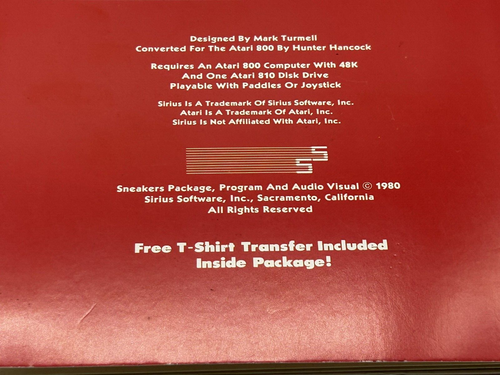 Designed By Mark Turmell
Converted For The Atari 800 By Hunter Hancock
Requires An Atari 800 Computer With 48K
And One Atari 810 Disk Drive
Playable With Paddles Or Joystick
Sirius Is A Trademark Of Sirius Software, Inc.
Atari Is A Trademark Of Atari, Inc.
Sirius Is Not Affiliated With Atari, Inc.
SS
Sneakers Package, Program And Audio Visual © 1980
Sirius Software, Inc., Sacramento, California
All Rights Reserved
Free T-Shirt Transfer Included
Inside Package!